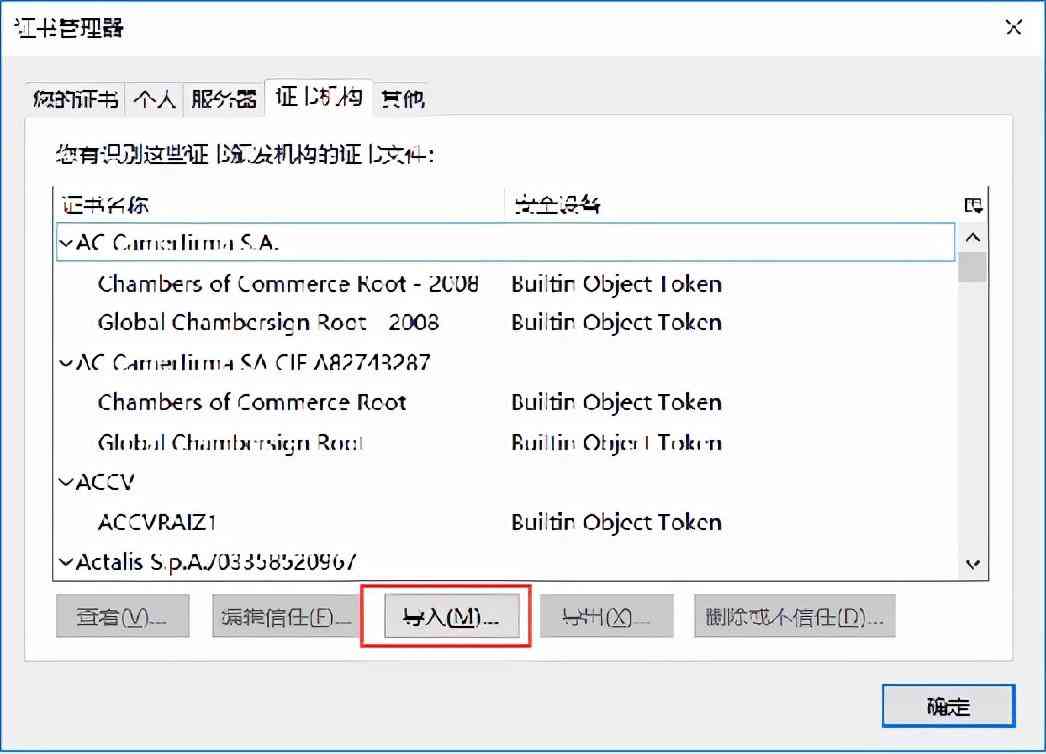 证书管理器
您的证书 个人 服务器 证书机构 其他
您有识别这些证书颁发机构的证书文件:
证书名称 安全设备
AC Camerfirma S.A.
Chambers of Commerce Root - 2008 Builtin Object Token
Global Chambersign Root - 2008 Builtin Object Token
AC Camerfirma SA CIF A82743287
Chambers of Commerce Root Builtin Object Token
Global Chambersign Root Builtin Object Token
ACCV
ACCVRAIZ1 Builtin Object Token
Actalis S.p.A./03358520967
查看(V)... 编辑信任(E)... 导入(M)... 导出(X)... 删除或不信任(D)...
确定